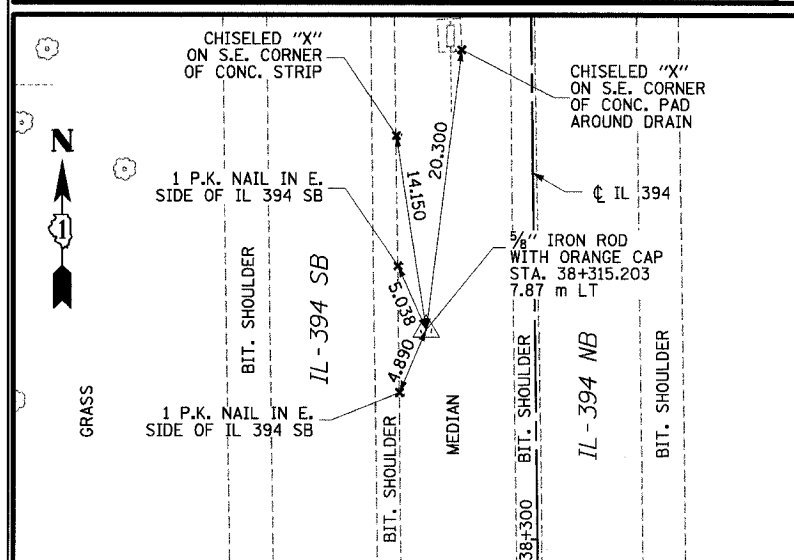 CHISELED "X"
ON S.E. CORNER
OF CONC. STRIP
CHISELED "X"
ON S.E. CORNER
OF CONC. PAD
AROUND DRAIN
N
1
20.300
14.150
1 P.K. NAIL IN E.
SIDE OF IL 394 SB
℄ IL 394
5/8" IRON ROD
WITH ORANGE CAP
STA. 38+315.203
7.87 m LT
5.038
4.890
BIT. SHOULDER
IL-394 SB
GRASS
1 P.K. NAIL IN E.
SIDE OF IL 394 SB
BIT. SHOULDER
MEDIAN
BIT. SHOULDER
IL-394 NB
BIT. SHOULDER
38+300